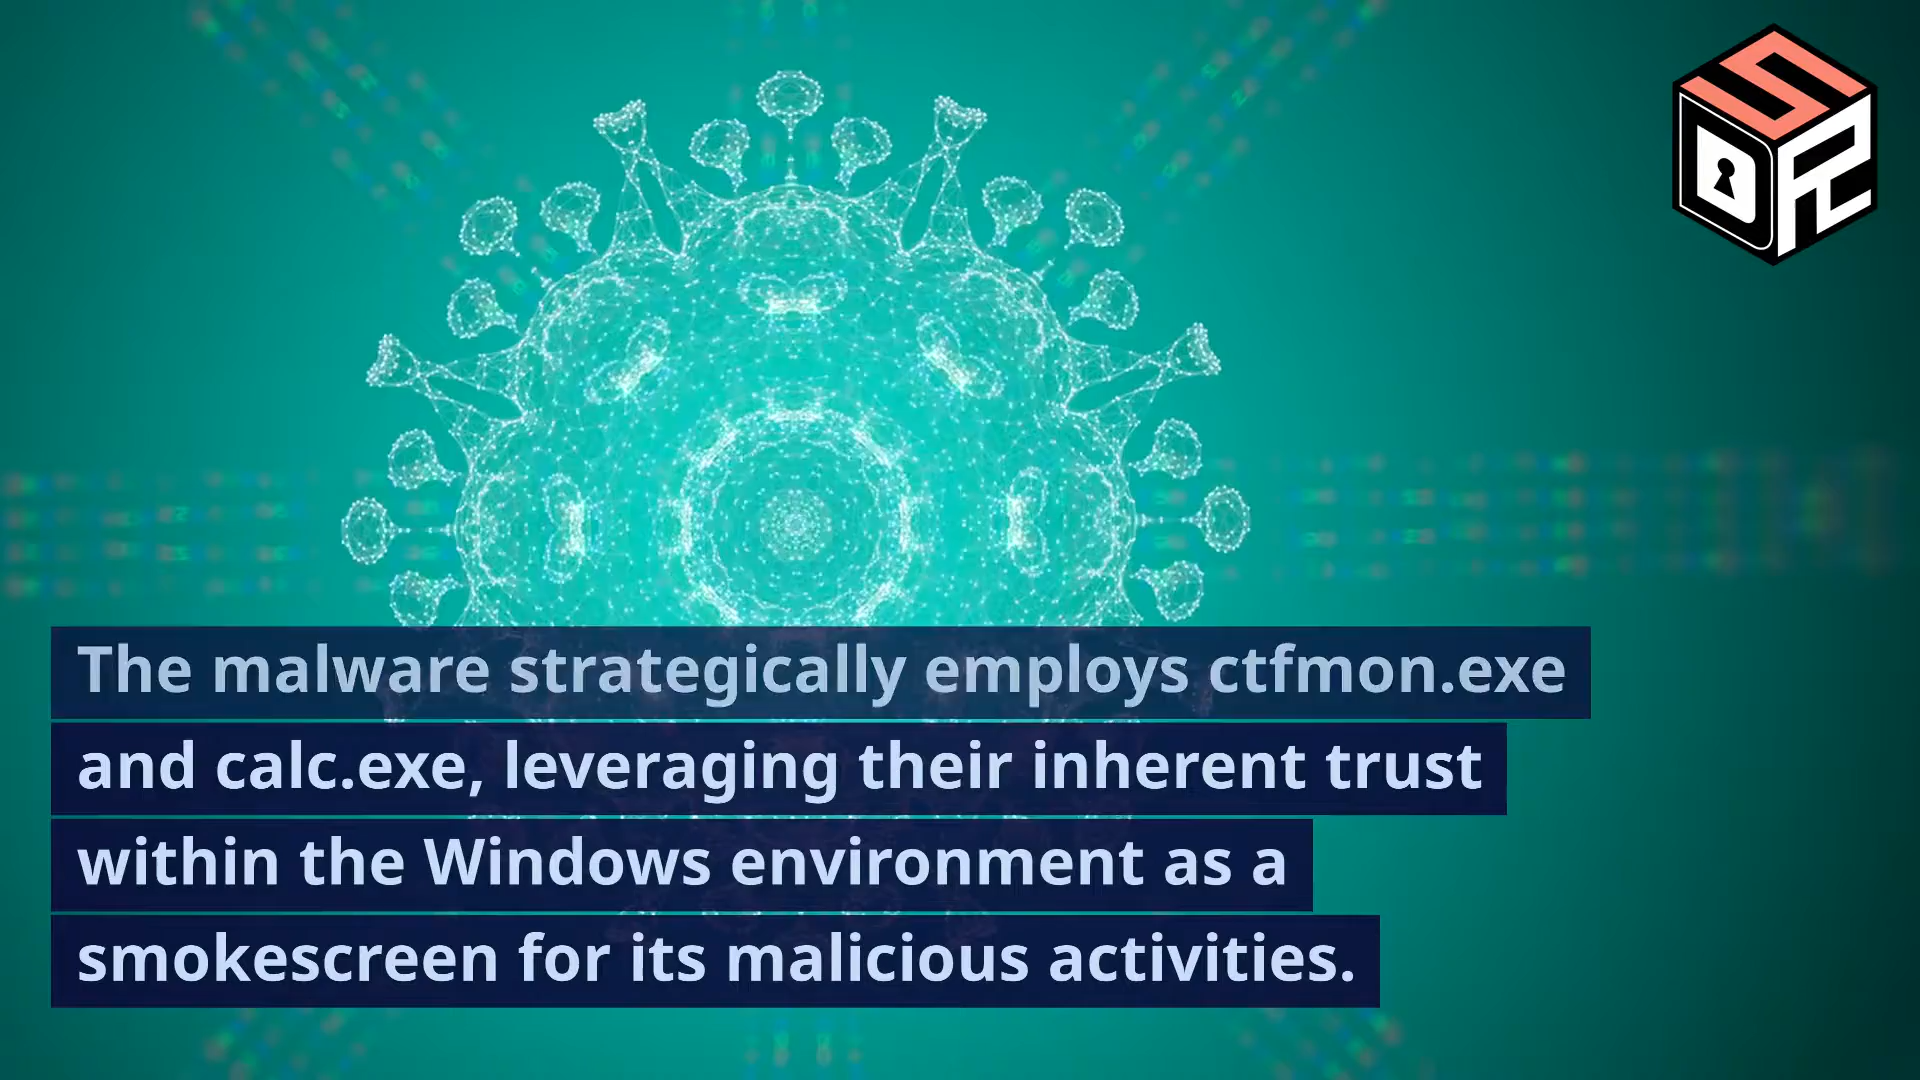 The malware strategically employs ctfmon.exe
and calc.exe, leveraging their inherent trust
within the Windows environment as a
smokescreen for its malicious activities.